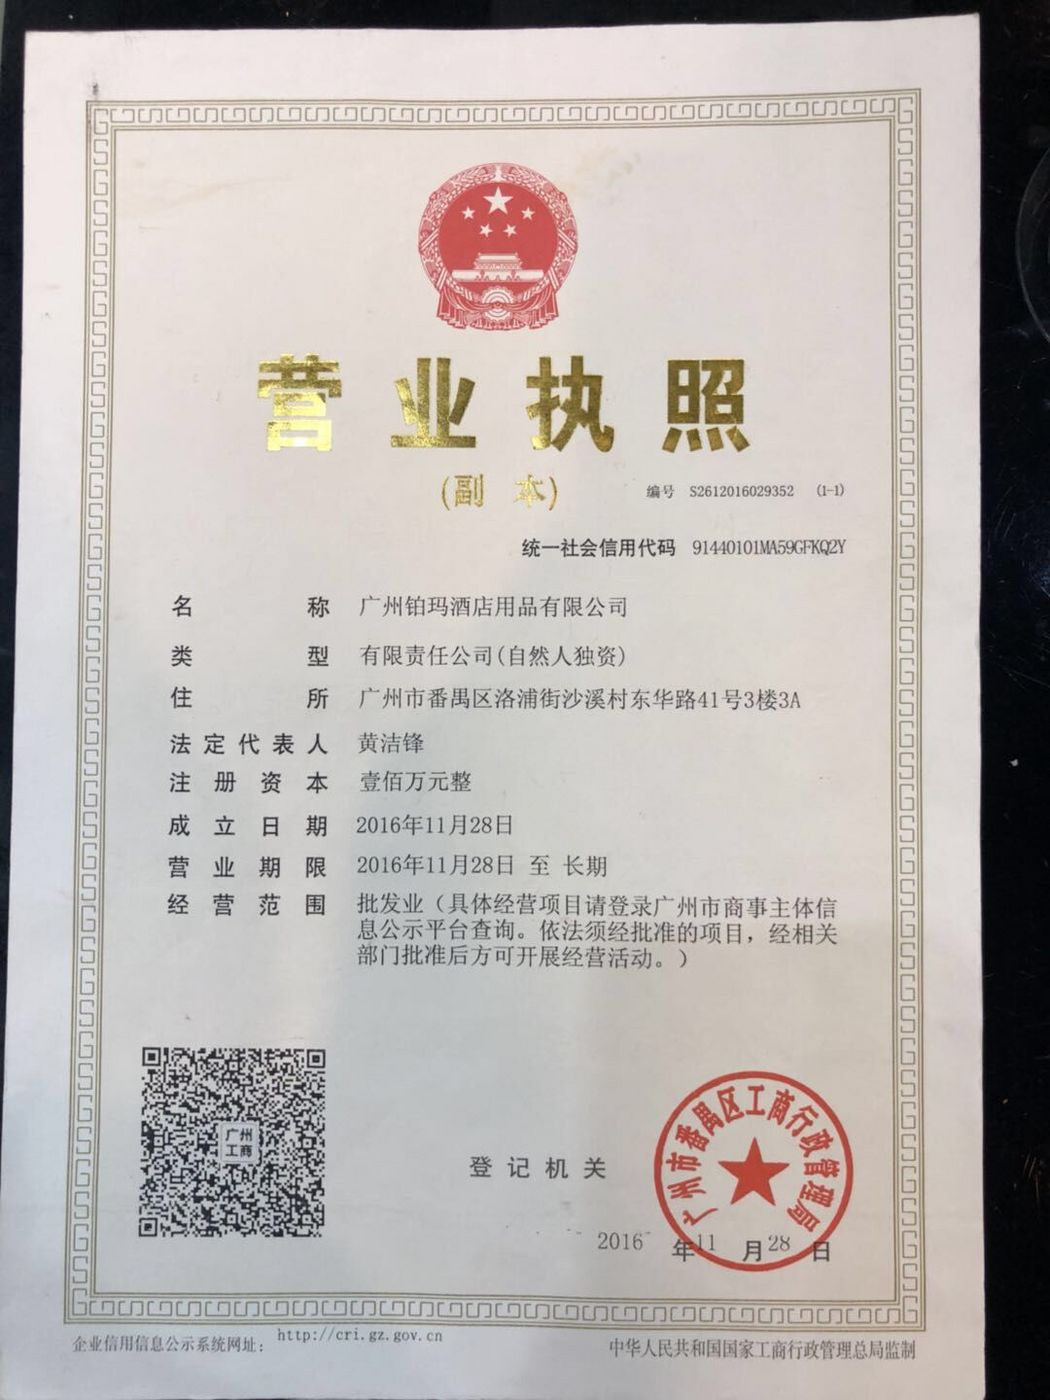 营业执照
(副本)
编号 S2612016029352 (1-1)
统一社会信用代码 91440101MA59GFKQ2Y
名称 广州铂玛酒店用品有限公司
类型 有限责任公司(自然人独资)
住所 广州市番禺区洛浦街沙溪村东华路41号3楼3A
法定代表人 黄洁锋
注册资本 壹佰万元整
成立日期 2016年11月28日
营业期限 2016年11月28日 至 长期
经营范围 批发业（具体经营项目请登录广州市商事主体信
息公示平台查询。依法须经批准的项目，经相关
部门批准后方可开展经营活动。）
广州
工商
登记机关
广州市番禺区工商行政管理局
2016年11月28日
企业信用信息公示系统网址： http://cri.gz.gov.cn
中华人民共和国国家工商行政管理总局监制